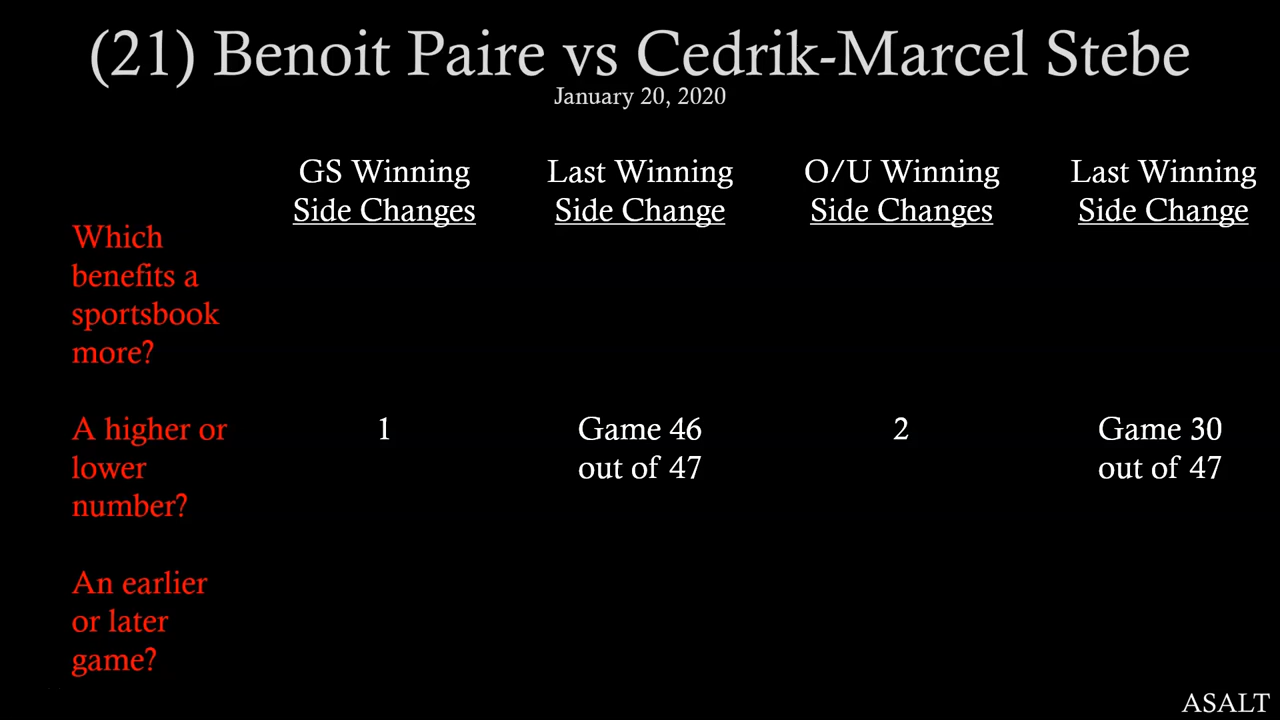 (21) Benoit Paire vs Cedrik-Marcel Stebe
January 20, 2020
GS Winning
Side Changes
Last Winning
Side Change
O/U Winning
Side Changes
Last Winning
Side Change
Which
benefits a
sportsbook
more?
A higher or
lower
number?
1
Game 46
out of 47
2
Game 30
out of 47
An earlier
or later
game?
ASALT